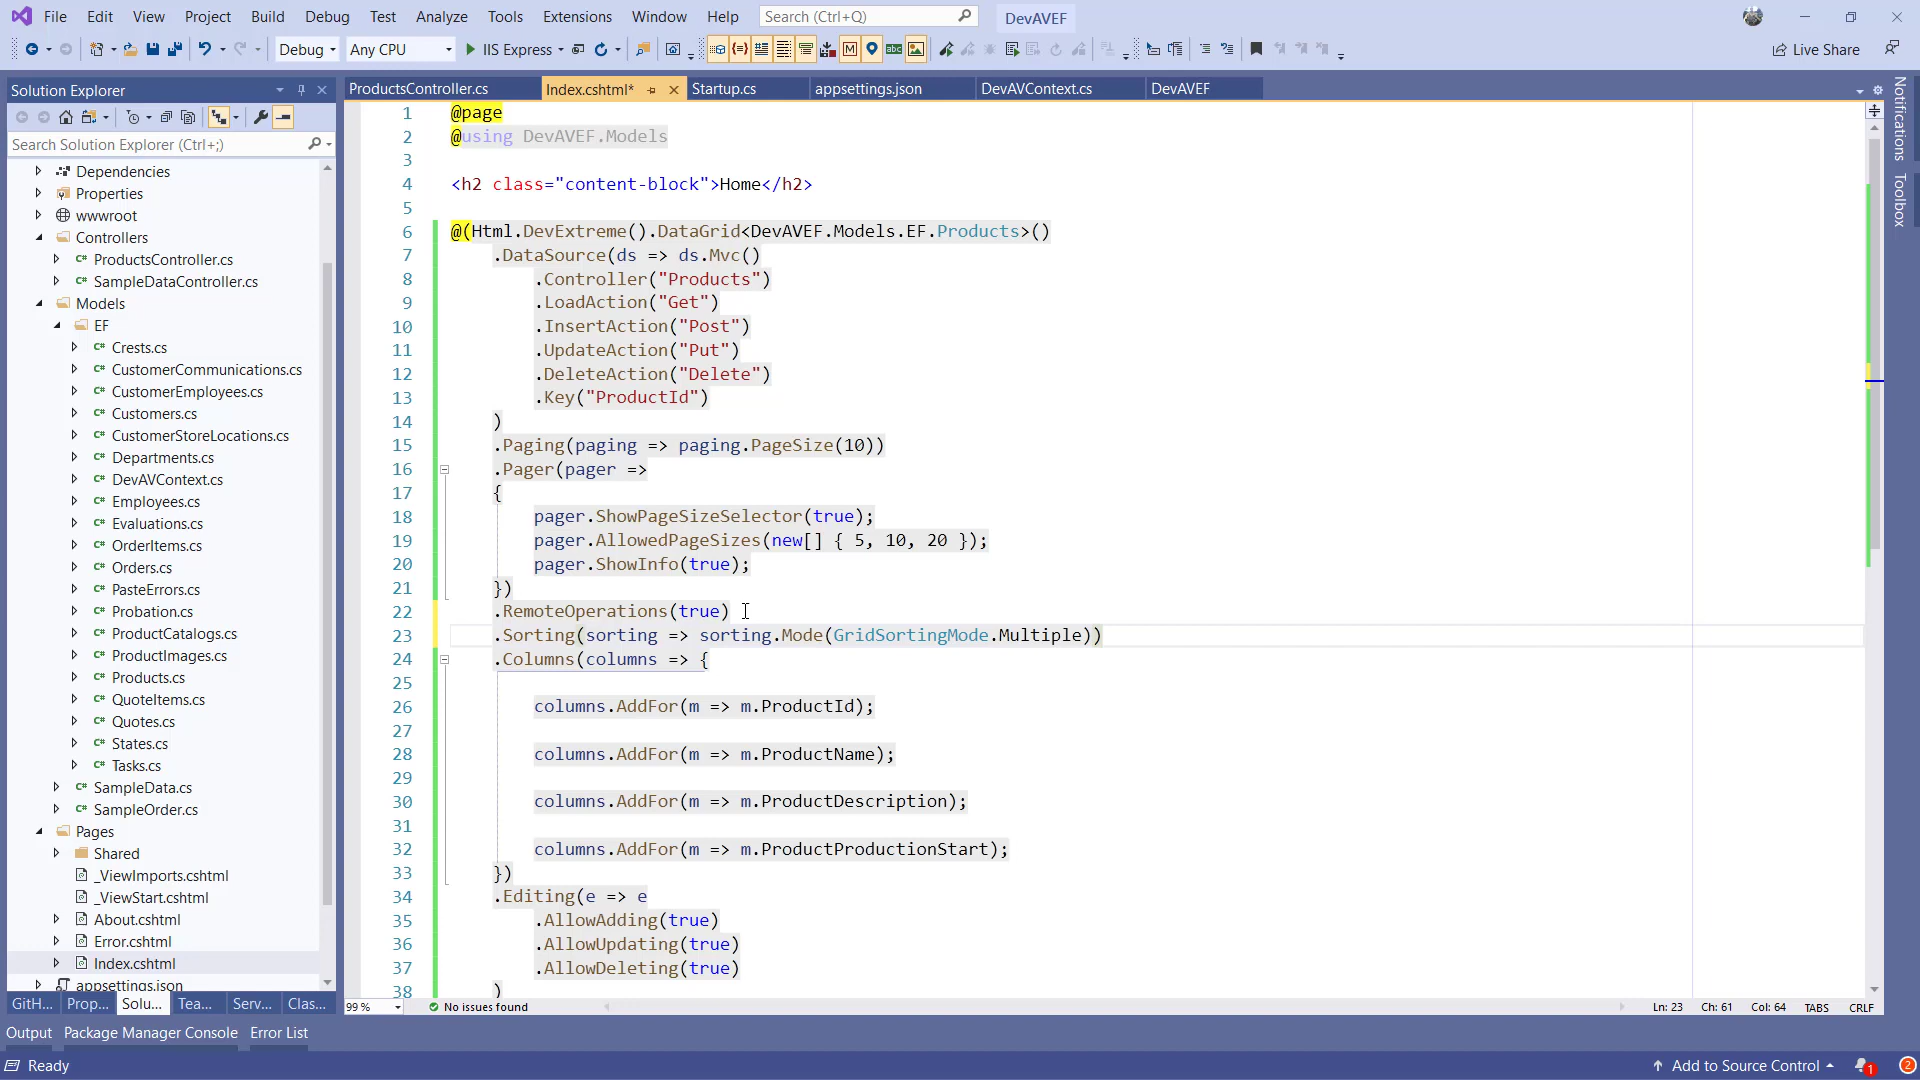 File Edit View Project Build Debug Test Analyze Tools Extensions Window Help Search (Ctrl+Q) DevAVEF
Debug Any CPU IIS Express Live Share
Solution Explorer
Search Solution Explorer (Ctrl+;)
Dependencies
Properties
wwwroot
Controllers
ProductsController.cs
SampleDataController.cs
Models
EF
Crests.cs
CustomerCommunications.cs
CustomerEmployees.cs
Customers.cs
CustomerStoreLocations.cs
Departments.cs
DevAVContext.cs
Employees.cs
Evaluations.cs
OrderItems.cs
Orders.cs
PasteErrors.cs
Probation.cs
ProductCatalogs.cs
ProductImages.cs
Products.cs
QuoteItems.cs
Quotes.cs
States.cs
Tasks.cs
SampleData.cs
SampleOrder.cs
Pages
Shared
_ViewImports.cshtml
_ViewStart.cshtml
About.cshtml
Error.cshtml
Index.cshtml
appsettings.json
GitH... Prop... Solu... Tea... Serv... Clas...
ProductsController.cs Index.cshtml* Startup.cs appsettings.json DevAVContext.cs DevAVEF
1 @page
2 @using DevAVEF.Models
3
4 <h2 class="content-block">Home</h2>
5
6 @(Html.DevExtreme().DataGrid<DevAVEF.Models.EF.Products>()
7 .DataSource(ds => ds.Mvc()
8 .Controller("Products")
9 .LoadAction("Get")
10 .InsertAction("Post")
11 .UpdateAction("Put")
12 .DeleteAction("Delete")
13 .Key("ProductId")
14 )
15 .Paging(paging => paging.PageSize(10))
16 .Pager(pager =>
17 {
18 pager.ShowPageSizeSelector(true);
19 pager.AllowedPageSizes(new[] { 5, 10, 20 });
20 pager.ShowInfo(true);
21 })
22 .RemoteOperations(true)
23 .Sorting(sorting => sorting.Mode(GridSortingMode.Multiple))
24 .Columns(columns => {
25
26 columns.AddFor(m => m.ProductId);
27
28 columns.AddFor(m => m.ProductName);
29
30 columns.AddFor(m => m.ProductDescription);
31
32 columns.AddFor(m => m.ProductProductionStart);
33 })
34 .Editing(e => e
35 .AllowAdding(true)
36 .AllowUpdating(true)
37 .AllowDeleting(true)
38 )
99 % No issues found Ln: 23 Ch: 61 Col: 64 TABS CRLF
Notifications
Toolbox
Output Package Manager Console Error List
Ready Add to Source Control 1 2